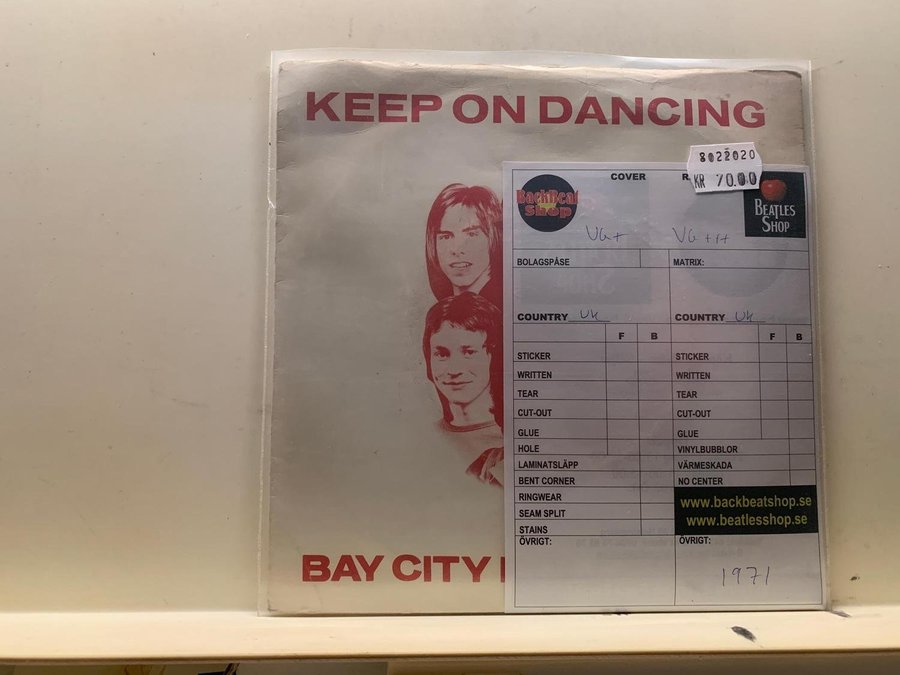 KEEP ON DANCING
8022020
KR 70.00
COVER
BackBeat
Shop
BEATLES
SHOP
VG+ VG++
BOLAGSPÅSE MATRIX:
COUNTRY UK COUNTRY UK
F B F B
STICKER STICKER
WRITTEN WRITTEN
TEAR TEAR
CUT-OUT CUT-OUT
GLUE GLUE
HOLE VINYLBUBBLOR
LAMINATSLÄPP VÄRMESKADA
BENT CORNER NO CENTER
RINGWEAR
www.backbeatshop.se
SEAM SPLIT
www.beatlesshop.se
STAINS
ÖVRIGT: ÖVRIGT:
1971
BAY CITY